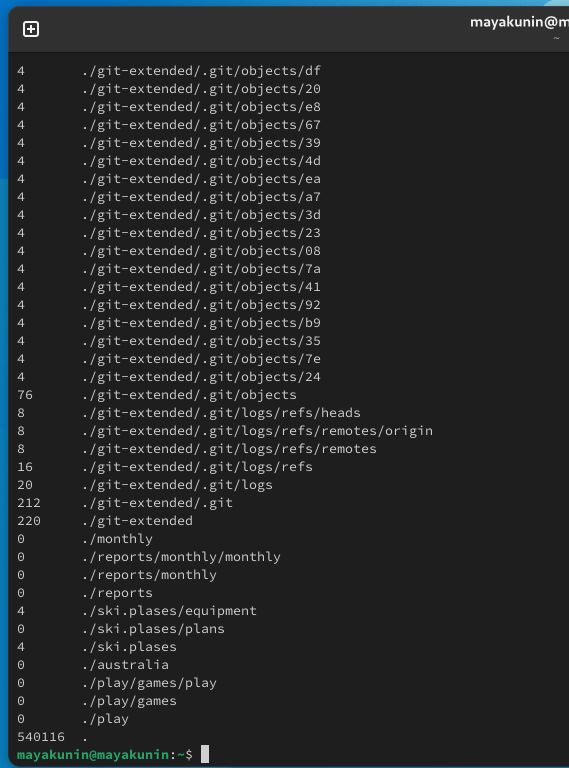 mayakunin@m
~
4 ./git-extended/.git/objects/df
4 ./git-extended/.git/objects/20
4 ./git-extended/.git/objects/e8
4 ./git-extended/.git/objects/67
4 ./git-extended/.git/objects/39
4 ./git-extended/.git/objects/4d
4 ./git-extended/.git/objects/ea
4 ./git-extended/.git/objects/a7
4 ./git-extended/.git/objects/3d
4 ./git-extended/.git/objects/23
4 ./git-extended/.git/objects/08
4 ./git-extended/.git/objects/7a
4 ./git-extended/.git/objects/41
4 ./git-extended/.git/objects/92
4 ./git-extended/.git/objects/b9
4 ./git-extended/.git/objects/35
4 ./git-extended/.git/objects/7e
4 ./git-extended/.git/objects/24
76 ./git-extended/.git/objects
8 ./git-extended/.git/logs/refs/heads
8 ./git-extended/.git/logs/refs/remotes/origin
8 ./git-extended/.git/logs/refs/remotes
16 ./git-extended/.git/logs/refs
20 ./git-extended/.git/logs
212 ./git-extended/.git
220 ./git-extended
0 ./monthly
0 ./reports/monthly/monthly
0 ./reports/monthly
0 ./reports
4 ./ski.plases/equipment
0 ./ski.plases/plans
4 ./ski.plases
0 ./australia
0 ./play/games/play
0 ./play/games
0 ./play
540116 .
mayakunin@mayakunin:~$